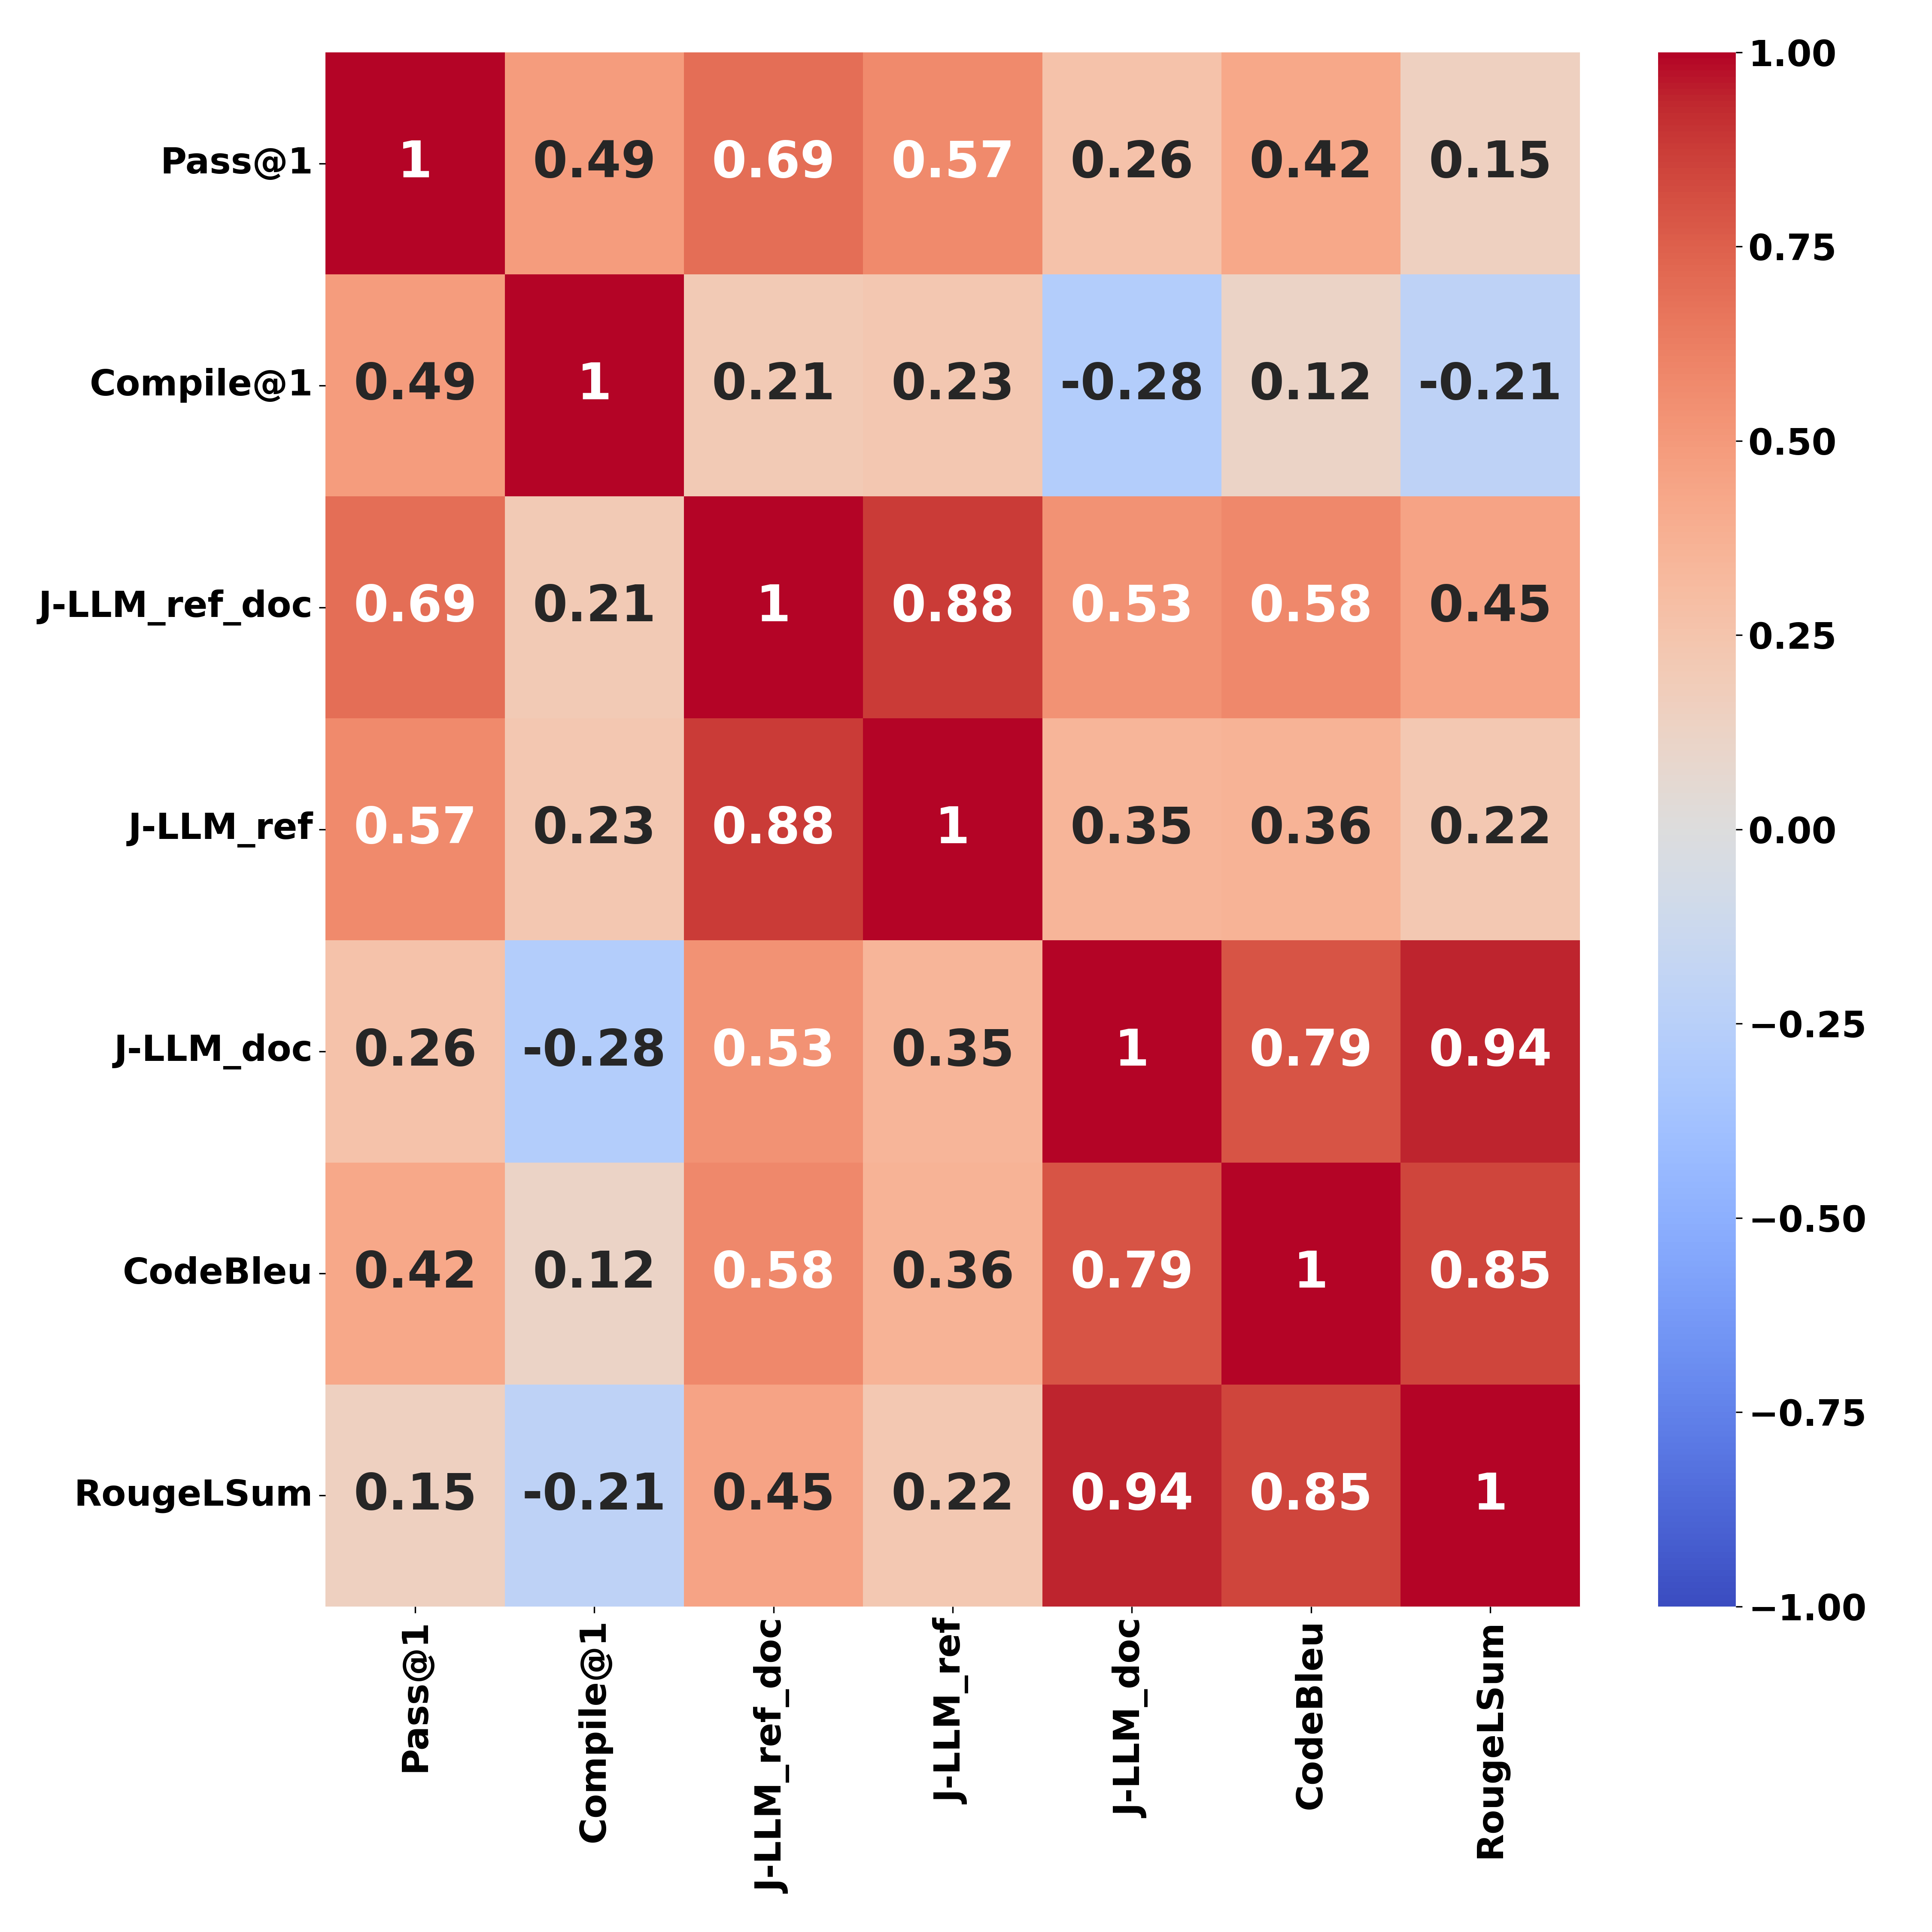 Pass@1 1 0.49 0.69 0.57 0.26 0.42 0.15
Compile@1 0.49 1 0.21 0.23 -0.28 0.12 -0.21
J-LLM_ref_doc 0.69 0.21 1 0.88 0.53 0.58 0.45
J-LLM_ref 0.57 0.23 0.88 1 0.35 0.36 0.22
J-LLM_doc 0.26 -0.28 0.53 0.35 1 0.79 0.94
CodeBleu 0.42 0.12 0.58 0.36 0.79 1 0.85
RougeLSum 0.15 -0.21 0.45 0.22 0.94 0.85 1
Pass@1
Compile@1
J-LLM_ref_doc
J-LLM_ref
J-LLM_doc
CodeBleu
RougeLSum
1.00
0.75
0.50
0.25
0.00
−0.25
−0.50
−0.75
−1.00